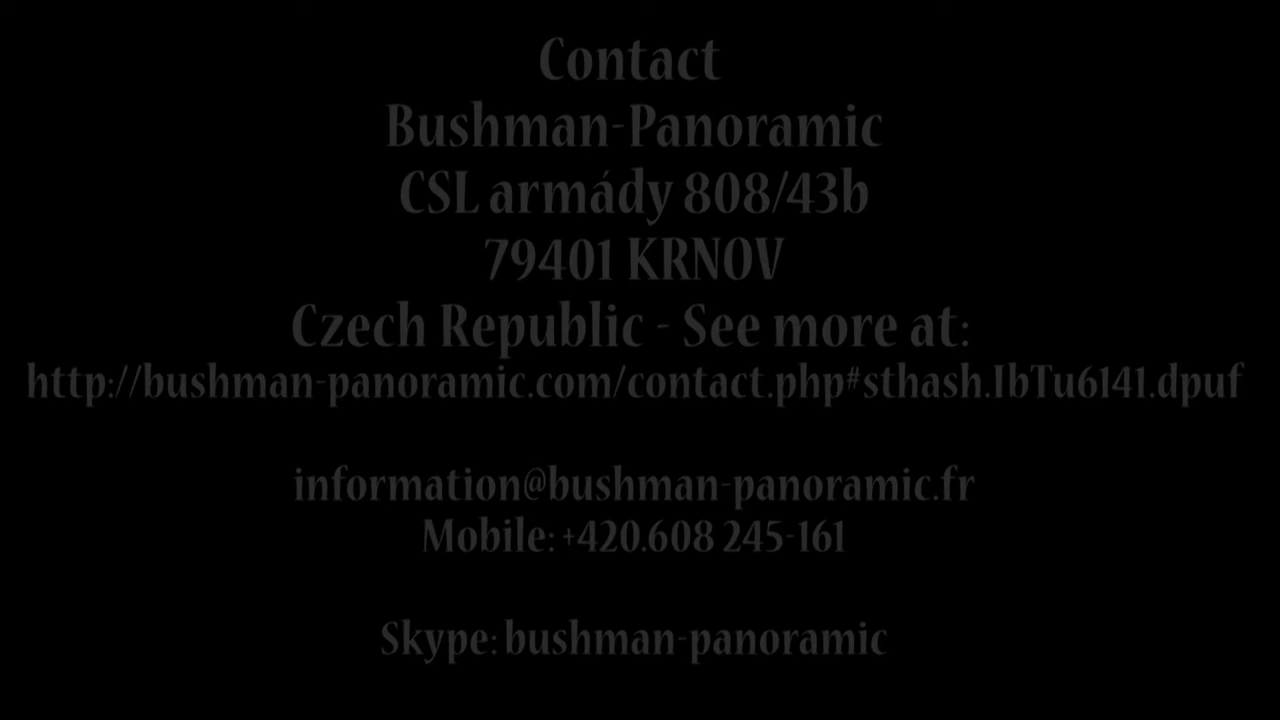 Contact
Bushman-Panoramic
CSL armády 808/43b
79401 KRNOV
Czech Republic - See more at:
http://bushman-panoramic.com/contact.php#sthash.IbTu6141.dpuf
information@bushman-panoramic.fr
Mobile: +420.608 245-161
Skype: bushman-panoramic